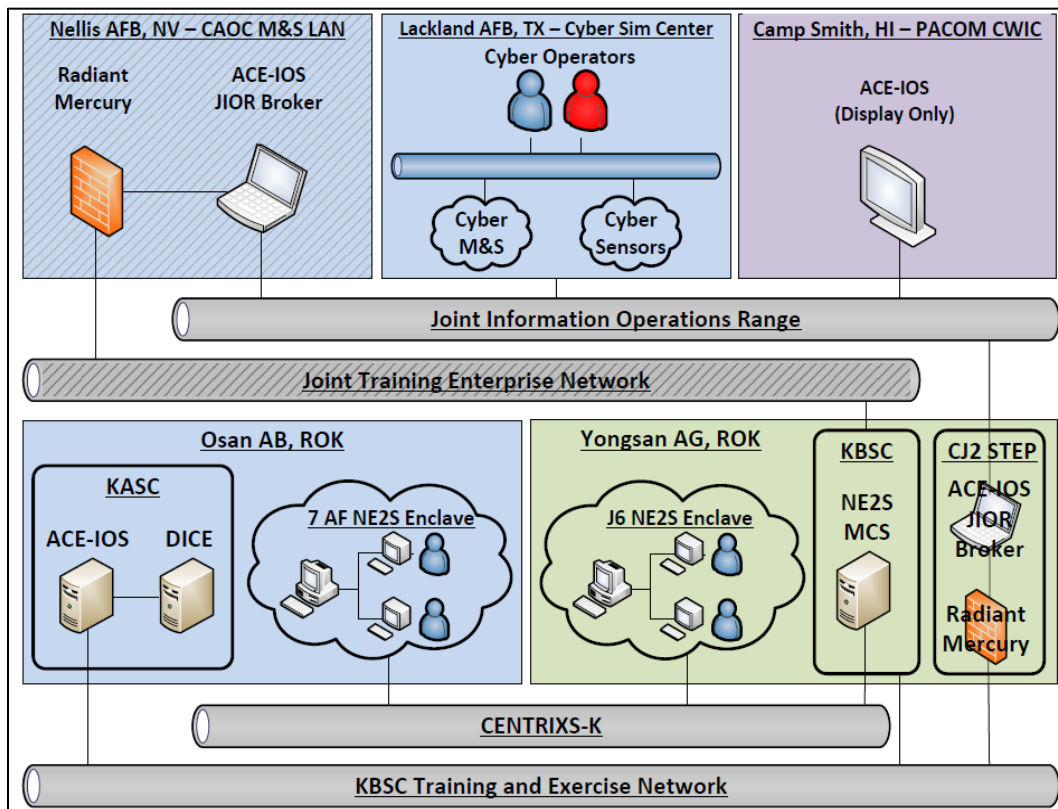 Nellis AFB, NV – CAOC M&S LAN
Radiant
Mercury
ACE-IOS
JIOR Broker
Lackland AFB, TX – Cyber Sim Center
Cyber Operators
Cyber
M&S
Cyber
Sensors
Camp Smith, HI – PACOM CWIC
ACE-IOS
(Display Only)
Joint Information Operations Range
Joint Training Enterprise Network
Osan AB, ROK
KASC
ACE-IOS
DICE
7 AF NE2S Enclave
Yongsan AG, ROK
J6 NE2S Enclave
KBSC
NE2S
MCS
CJ2 STEP
ACE-IOS
JIOR
Broker
Radiant
Mercury
CENTRIXS-K
KBSC Training and Exercise Network